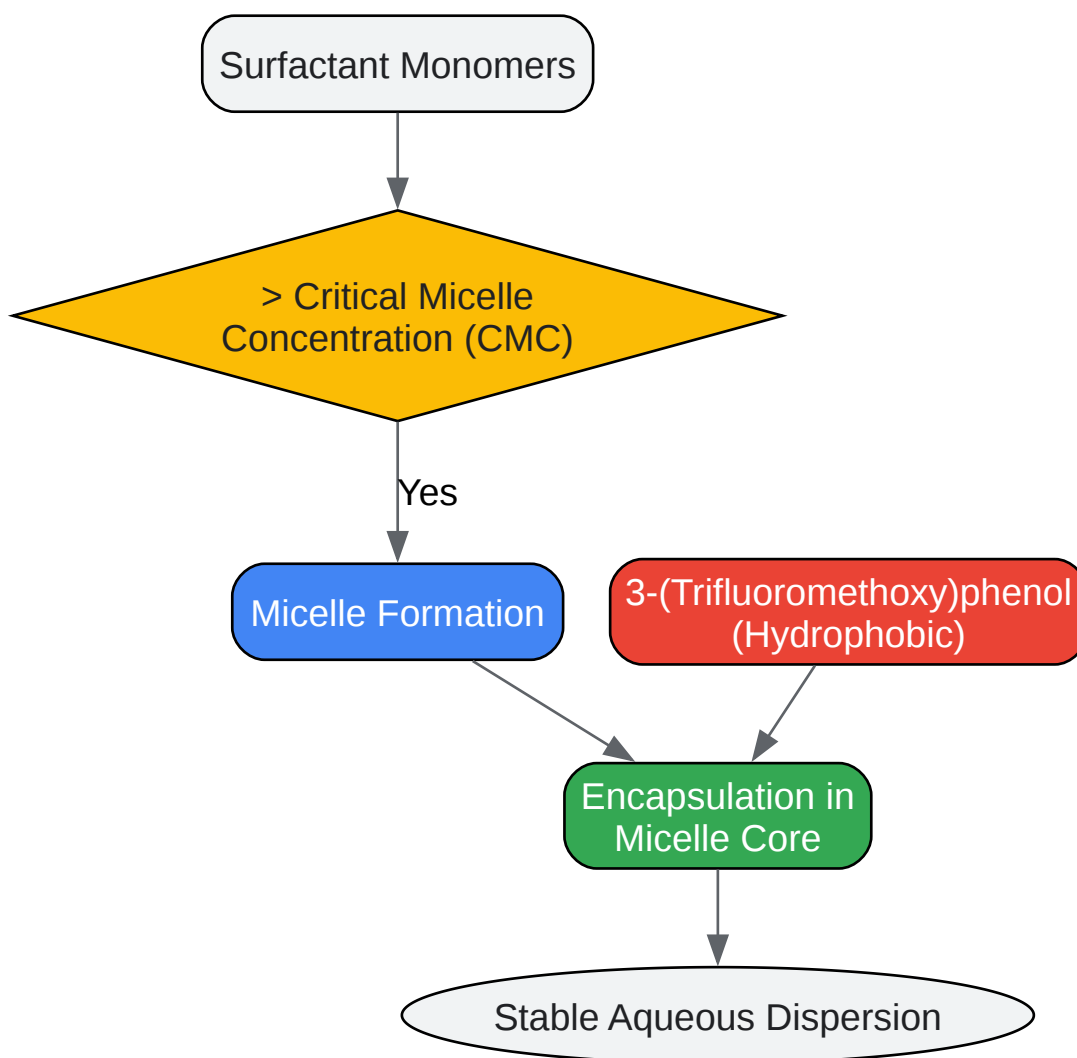 Surfactant Monomers
> Critical Micelle
Concentration (CMC)
Yes
Micelle Formation
3-(Trifluoromethoxy)phenol
(Hydrophobic)
Encapsulation in
Micelle Core
Stable Aqueous Dispersion